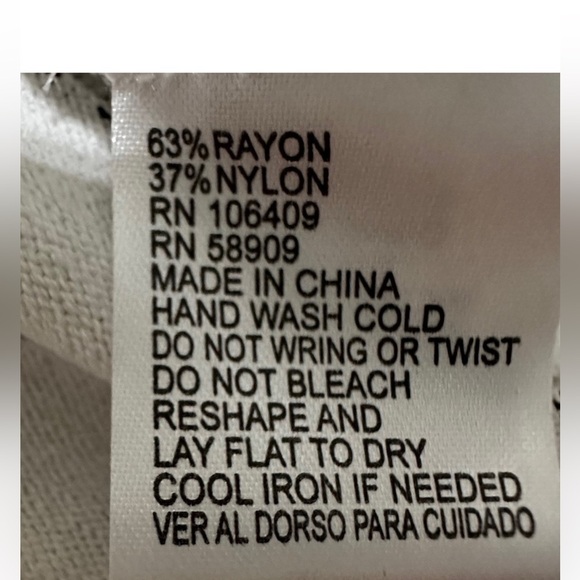 63% RAYON
37% NYLON
RN 106409
RN 58909
MADE IN CHINA
HAND WASH COLD
DO NOT WRING OR TWIST
DO NOT BLEACH
RESHAPE AND
LAY FLAT TO DRY
COOL IRON IF NEEDED
VER AL DORSO PARA CUIDADO